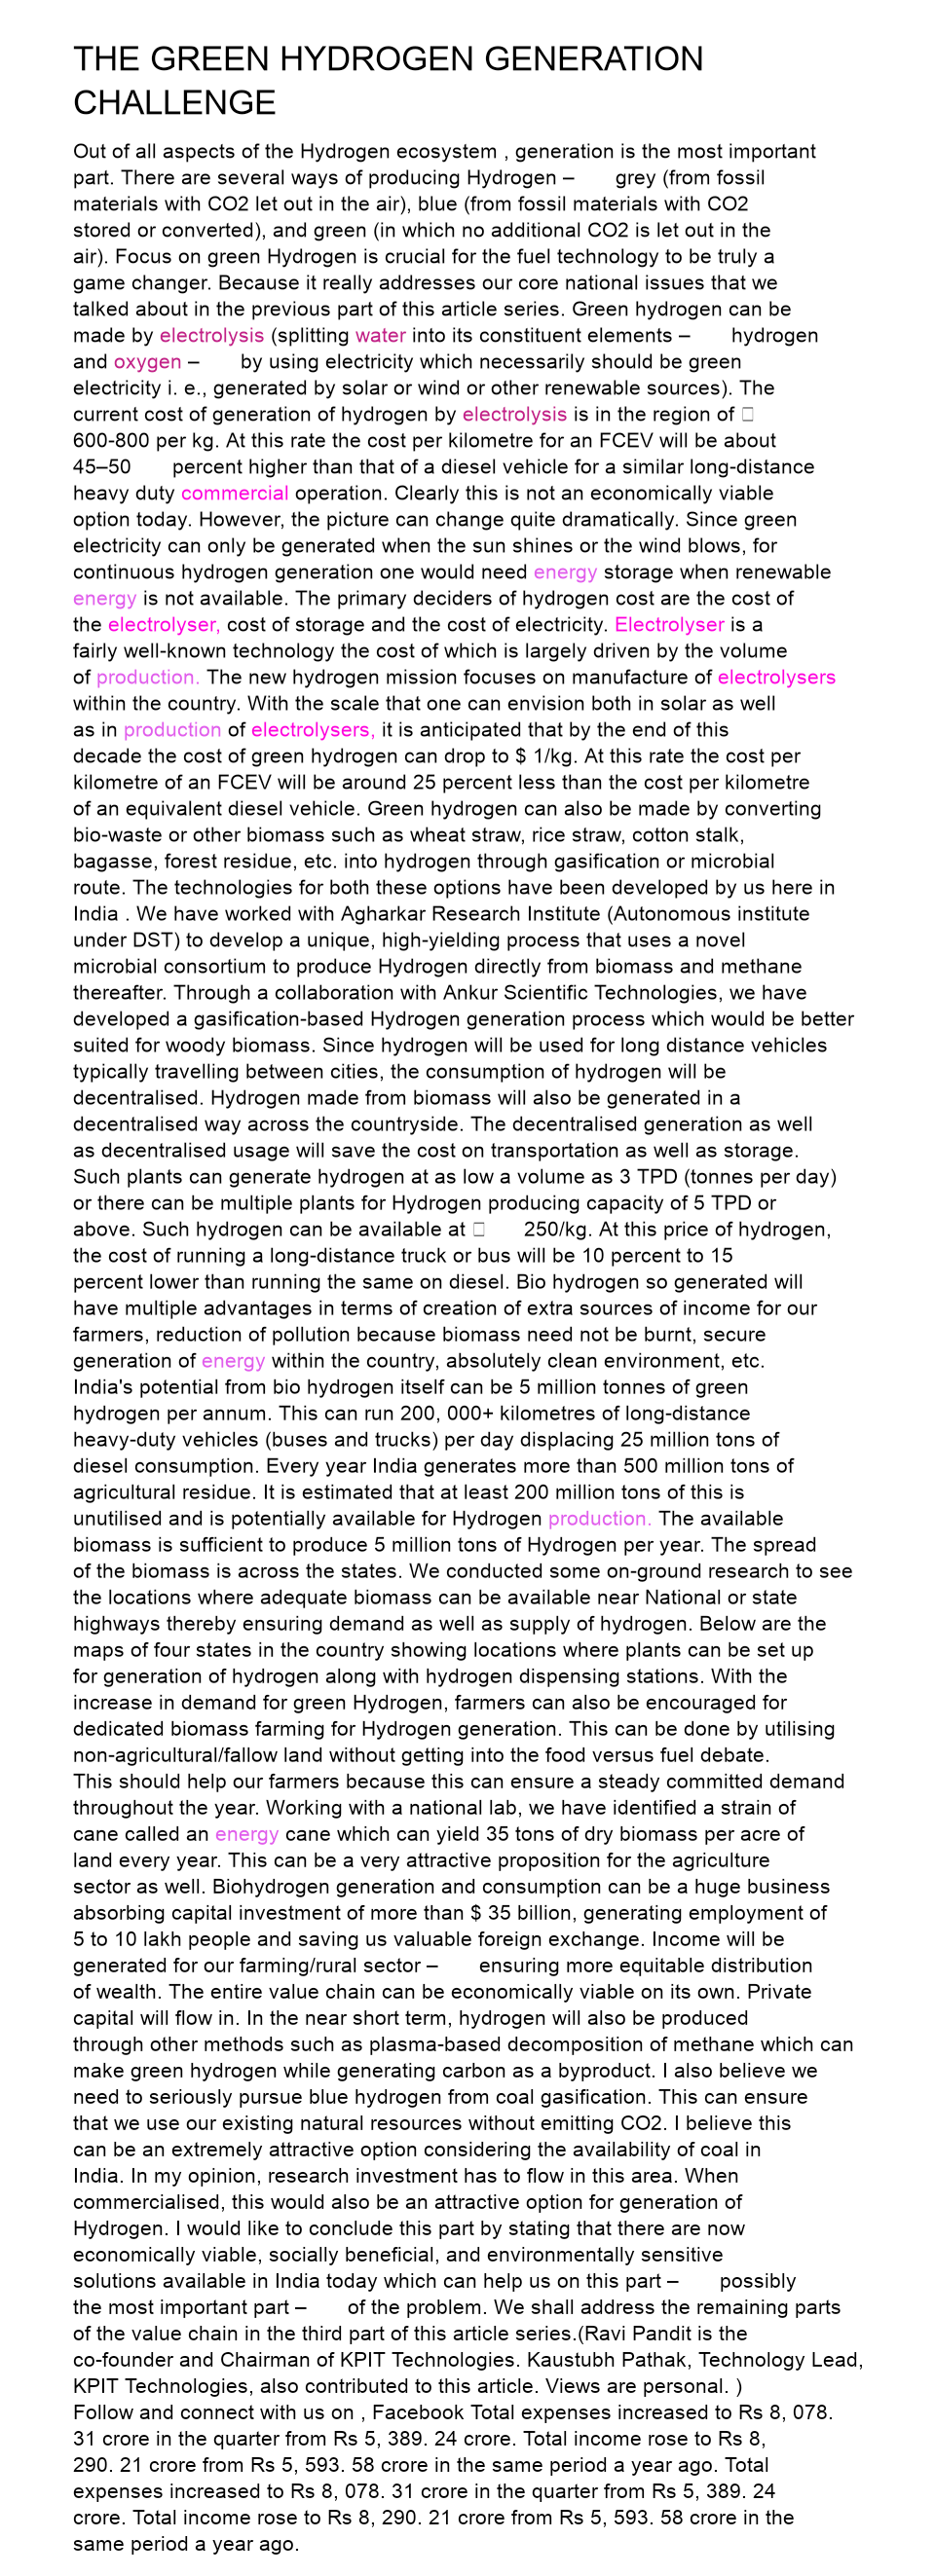 THE GREEN HYDROGEN GENERATION
CHALLENGE
Out of all aspects of the Hydrogen ecosystem , generation is the most important
part. There are several ways of producing Hydrogen – grey (from fossil
materials with CO2 let out in the air), blue (from fossil materials with CO2
stored or converted), and green (in which no additional CO2 is let out in the
air). Focus on green Hydrogen is crucial for the fuel technology to be truly a
game changer. Because it really addresses our core national issues that we
talked about in the previous part of this article series. Green hydrogen can be
made by electrolysis (splitting water into its constituent elements – hydrogen
and oxygen – by using electricity which necessarily should be green
electricity i. e., generated by solar or wind or other renewable sources). The
current cost of generation of hydrogen by electrolysis is in the region of
600-800 per kg. At this rate the cost per kilometre for an FCEV will be about
45–50 percent higher than that of a diesel vehicle for a similar long-distance
heavy duty commercial operation. Clearly this is not an economically viable
option today. However, the picture can change quite dramatically. Since green
electricity can only be generated when the sun shines or the wind blows, for
continuous hydrogen generation one would need energy storage when renewable
energy is not available. The primary deciders of hydrogen cost are the cost of
the electrolyser, cost of storage and the cost of electricity. Electrolyser is a
fairly well-known technology the cost of which is largely driven by the volume
of production. The new hydrogen mission focuses on manufacture of electrolysers
within the country. With the scale that one can envision both in solar as well
as in production of electrolysers, it is anticipated that by the end of this
decade the cost of green hydrogen can drop to $ 1/kg. At this rate the cost per
kilometre of an FCEV will be around 25 percent less than the cost per kilometre
of an equivalent diesel vehicle. Green hydrogen can also be made by converting
bio-waste or other biomass such as wheat straw, rice straw, cotton stalk,
bagasse, forest residue, etc. into hydrogen through gasification or microbial
route. The technologies for both these options have been developed by us here in
India . We have worked with Agharkar Research Institute (Autonomous institute
under DST) to develop a unique, high-yielding process that uses a novel
microbial consortium to produce Hydrogen directly from biomass and methane
thereafter. Through a collaboration with Ankur Scientific Technologies, we have
developed a gasification-based Hydrogen generation process which would be better
suited for woody biomass. Since hydrogen will be used for long distance vehicles
typically travelling between cities, the consumption of hydrogen will be
decentralised. Hydrogen made from biomass will also be generated in a
decentralised way across the countryside. The decentralised generation as well
as decentralised usage will save the cost on transportation as well as storage.
Such plants can generate hydrogen at as low a volume as 3 TPD (tonnes per day)
or there can be multiple plants for Hydrogen producing capacity of 5 TPD or
above. Such hydrogen can be available at 250/kg. At this price of hydrogen,
the cost of running a long-distance truck or bus will be 10 percent to 15
percent lower than running the same on diesel. Bio hydrogen so generated will
have multiple advantages in terms of creation of extra sources of income for our
farmers, reduction of pollution because biomass need not be burnt, secure
generation of energy within the country, absolutely clean environment, etc.
India's potential from bio hydrogen itself can be 5 million tonnes of green
hydrogen per annum. This can run 200, 000+ kilometres of long-distance
heavy-duty vehicles (buses and trucks) per day displacing 25 million tons of
diesel consumption. Every year India generates more than 500 million tons of
agricultural residue. It is estimated that at least 200 million tons of this is
unutilised and is potentially available for Hydrogen production. The available
biomass is sufficient to produce 5 million tons of Hydrogen per year. The spread
of the biomass is across the states. We conducted some on-ground research to see
the locations where adequate biomass can be available near National or state
highways thereby ensuring demand as well as supply of hydrogen. Below are the
maps of four states in the country showing locations where plants can be set up
for generation of hydrogen along with hydrogen dispensing stations. With the
increase in demand for green Hydrogen, farmers can also be encouraged for
dedicated biomass farming for Hydrogen generation. This can be done by utilising
non-agricultural/fallow land without getting into the food versus fuel debate.
This should help our farmers because this can ensure a steady committed demand
throughout the year. Working with a national lab, we have identified a strain of
cane called an energy cane which can yield 35 tons of dry biomass per acre of
land every year. This can be a very attractive proposition for the agriculture
sector as well. Biohydrogen generation and consumption can be a huge business
absorbing capital investment of more than $ 35 billion, generating employment of
5 to 10 lakh people and saving us valuable foreign exchange. Income will be
generated for our farming/rural sector – ensuring more equitable distribution
of wealth. The entire value chain can be economically viable on its own. Private
capital will flow in. In the near short term, hydrogen will also be produced
through other methods such as plasma-based decomposition of methane which can
make green hydrogen while generating carbon as a byproduct. I also believe we
need to seriously pursue blue hydrogen from coal gasification. This can ensure
that we use our existing natural resources without emitting CO2. I believe this
can be an extremely attractive option considering the availability of coal in
India. In my opinion, research investment has to flow in this area. When
commercialised, this would also be an attractive option for generation of
Hydrogen. I would like to conclude this part by stating that there are now
economically viable, socially beneficial, and environmentally sensitive
solutions available in India today which can help us on this part – possibly
the most important part – of the problem. We shall address the remaining parts
of the value chain in the third part of this article series.(Ravi Pandit is the
co-founder and Chairman of KPIT Technologies. Kaustubh Pathak, Technology Lead,
KPIT Technologies, also contributed to this article. Views are personal. )
Follow and connect with us on , Facebook Total expenses increased to Rs 8, 078.
31 crore in the quarter from Rs 5, 389. 24 crore. Total income rose to Rs 8,
290. 21 crore from Rs 5, 593. 58 crore in the same period a year ago. Total
expenses increased to Rs 8, 078. 31 crore in the quarter from Rs 5, 389. 24
crore. Total income rose to Rs 8, 290. 21 crore from Rs 5, 593. 58 crore in the
same period a year ago.